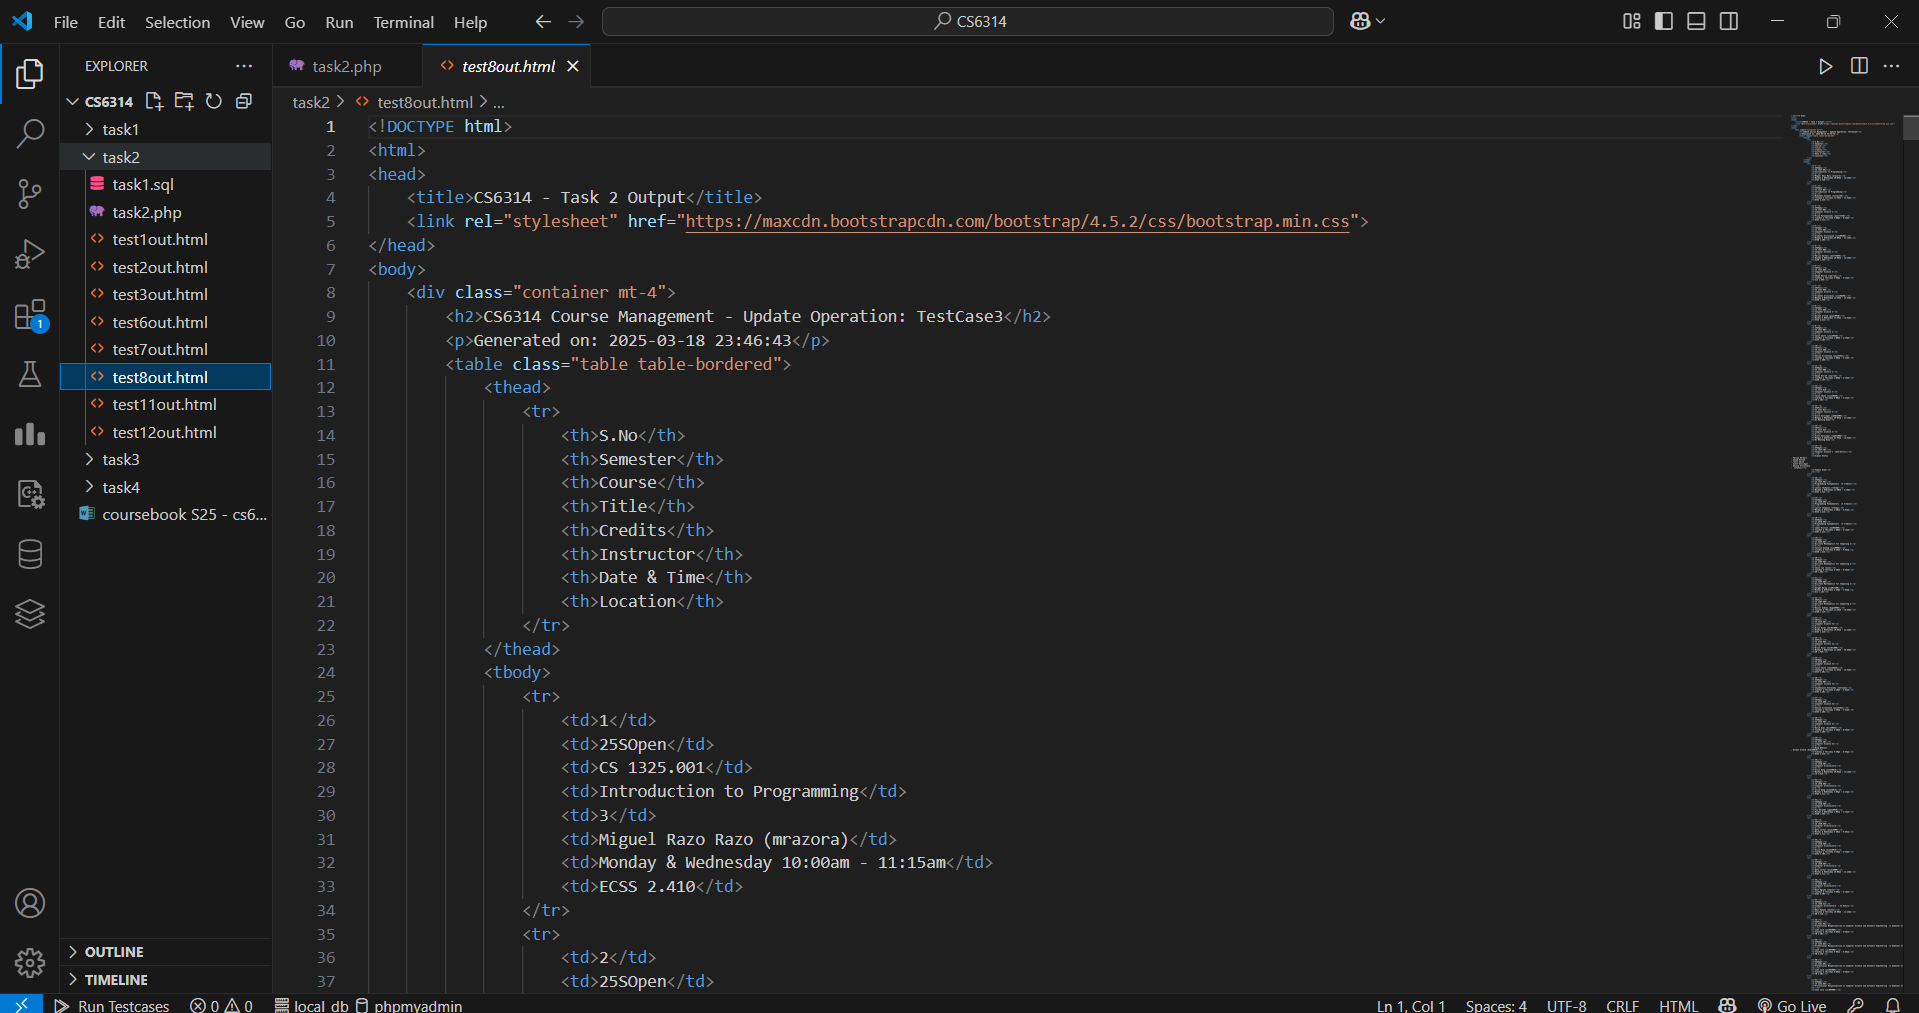 File Edit Selection View Go Run Terminal Help
CS6314
EXPLORER
CS6314
task1
task2
task1.sql
task2.php
test1out.html
test2out.html
test3out.html
test6out.html
test7out.html
test8out.html
test11out.html
test12out.html
task3
task4
coursebook S25 - cs6...
OUTLINE
TIMELINE
1
task2.php
test8out.html
task2 > test8out.html > ...
1 <!DOCTYPE html>
2 <html>
3 <head>
4 <title>CS6314 - Task 2 Output</title>
5 <link rel="stylesheet" href="https://maxcdn.bootstrapcdn.com/bootstrap/4.5.2/css/bootstrap.min.css">
6 </head>
7 <body>
8 <div class="container mt-4">
9 <h2>CS6314 Course Management - Update Operation: TestCase3</h2>
10 <p>Generated on: 2025-03-18 23:46:43</p>
11 <table class="table table-bordered">
12 <thead>
13 <tr>
14 <th>S.No</th>
15 <th>Semester</th>
16 <th>Course</th>
17 <th>Title</th>
18 <th>Credits</th>
19 <th>Instructor</th>
20 <th>Date & Time</th>
21 <th>Location</th>
22 </tr>
23 </thead>
24 <tbody>
25 <tr>
26 <td>1</td>
27 <td>25SOpen</td>
28 <td>CS 1325.001</td>
29 <td>Introduction to Programming</td>
30 <td>3</td>
31 <td>Miguel Razo Razo (mrazora)</td>
32 <td>Monday & Wednesday 10:00am - 11:15am</td>
33 <td>ECSS 2.410</td>
34 </tr>
35 <tr>
36 <td>2</td>
37 <td>25SOpen</td>
Run Testcases 0 0 local db phpmyadmin
Ln 1, Col 1 Spaces: 4 UTF-8 CRLF HTML Go Live